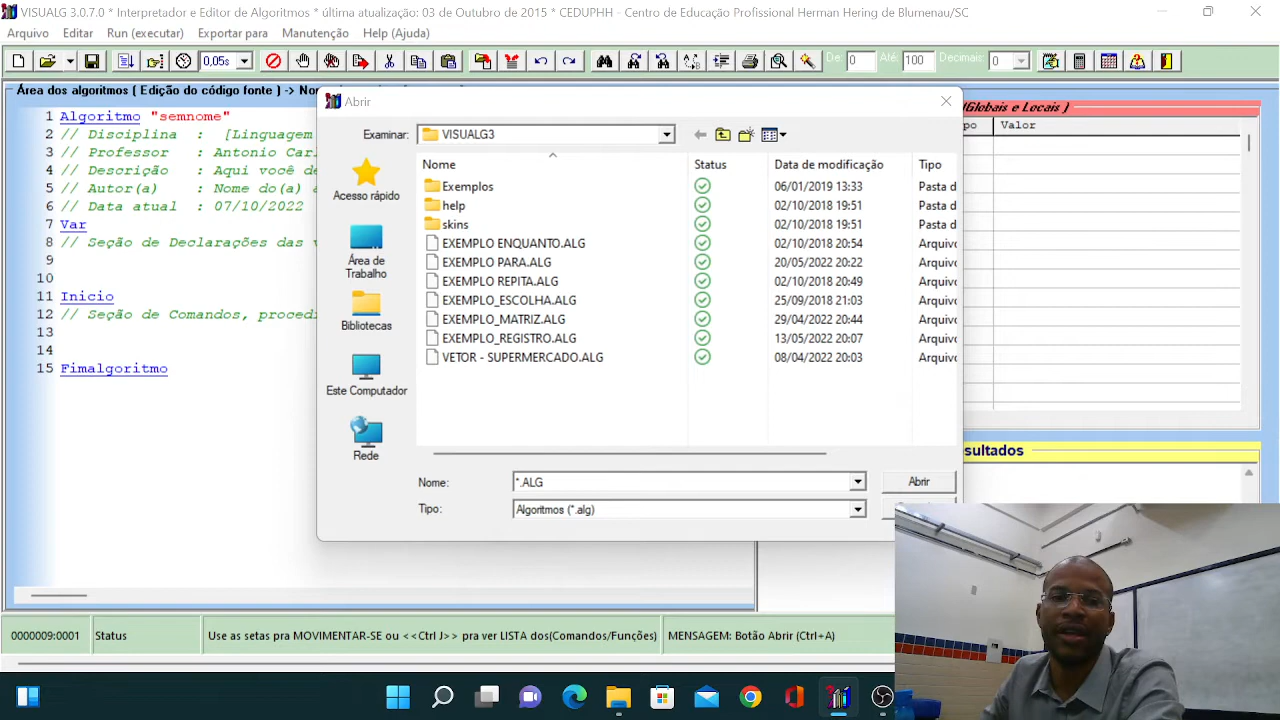 VISUALG 3.0.7.0 * Interpretador e Editor de Algoritmos * última atualização: 03 de Outubro de 2015 * CEDUPHH - Centro de Educação Profissional Herman Hering de Blumenau/SC
Arquivo Editar Run (executar) Exportar para Manutenção Help (Ajuda)
0,05s De: 0 Até: 100 Decimais: 0
Área dos algoritmos ( Edição do código fonte ) -> No
Globais e Locais )
po Valor
1 Algoritmo "semnome"
2 // Disciplina : [Linguagem
3 // Professor : Antonio Carl
4 // Descrição : Aqui você de
5 // Autor(a) : Nome do(a) a
6 // Data atual : 07/10/2022
7 Var
8 // Seção de Declarações das v
9
10
11 Inicio
12 // Seção de Comandos, procedi
13
14
15 Fimalgoritmo
Abrir
Examinar: VISUALG3
Acesso rápido
Área de Trabalho
Bibliotecas
Este Computador
Rede
Nome Status Data de modificação Tipo
Exemplos 06/01/2019 13:33 Pasta d
help 02/10/2018 19:51 Pasta d
skins 02/10/2018 19:51 Pasta d
EXEMPLO ENQUANTO.ALG 02/10/2018 20:54 Arquivo
EXEMPLO PARA.ALG 20/05/2022 20:22 Arquivo
EXEMPLO REPITA.ALG 02/10/2018 20:49 Arquivo
EXEMPLO_ESCOLHA.ALG 25/09/2018 21:03 Arquivo
EXEMPLO_MATRIZ.ALG 29/04/2022 20:44 Arquivo
EXEMPLO_REGISTRO.ALG 13/05/2022 20:07 Arquivo
VETOR - SUPERMERCADO.ALG 08/04/2022 20:03 Arquivo
Nome: *.ALG Abrir
Tipo: Algoritmos (*.alg)
sultados
0000009:0001 Status Use as setas pra MOVIMENTAR-SE ou <<Ctrl J>> pra ver LISTA dos(Comandos/Funções) MENSAGEM: Botão Abrir (Ctrl+A)